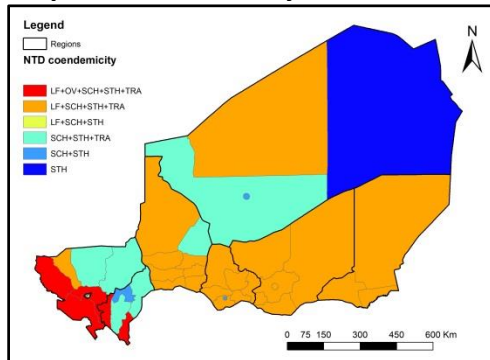 Legend
Regions
NTD coendemicity
LF+OV+SCH+STH+TRA
LF+SCH+STH+TRA
LF+SCH+STH
SCH+STH+TRA
SCH+STH
STH
N
0 75 150 300 450 600 Km